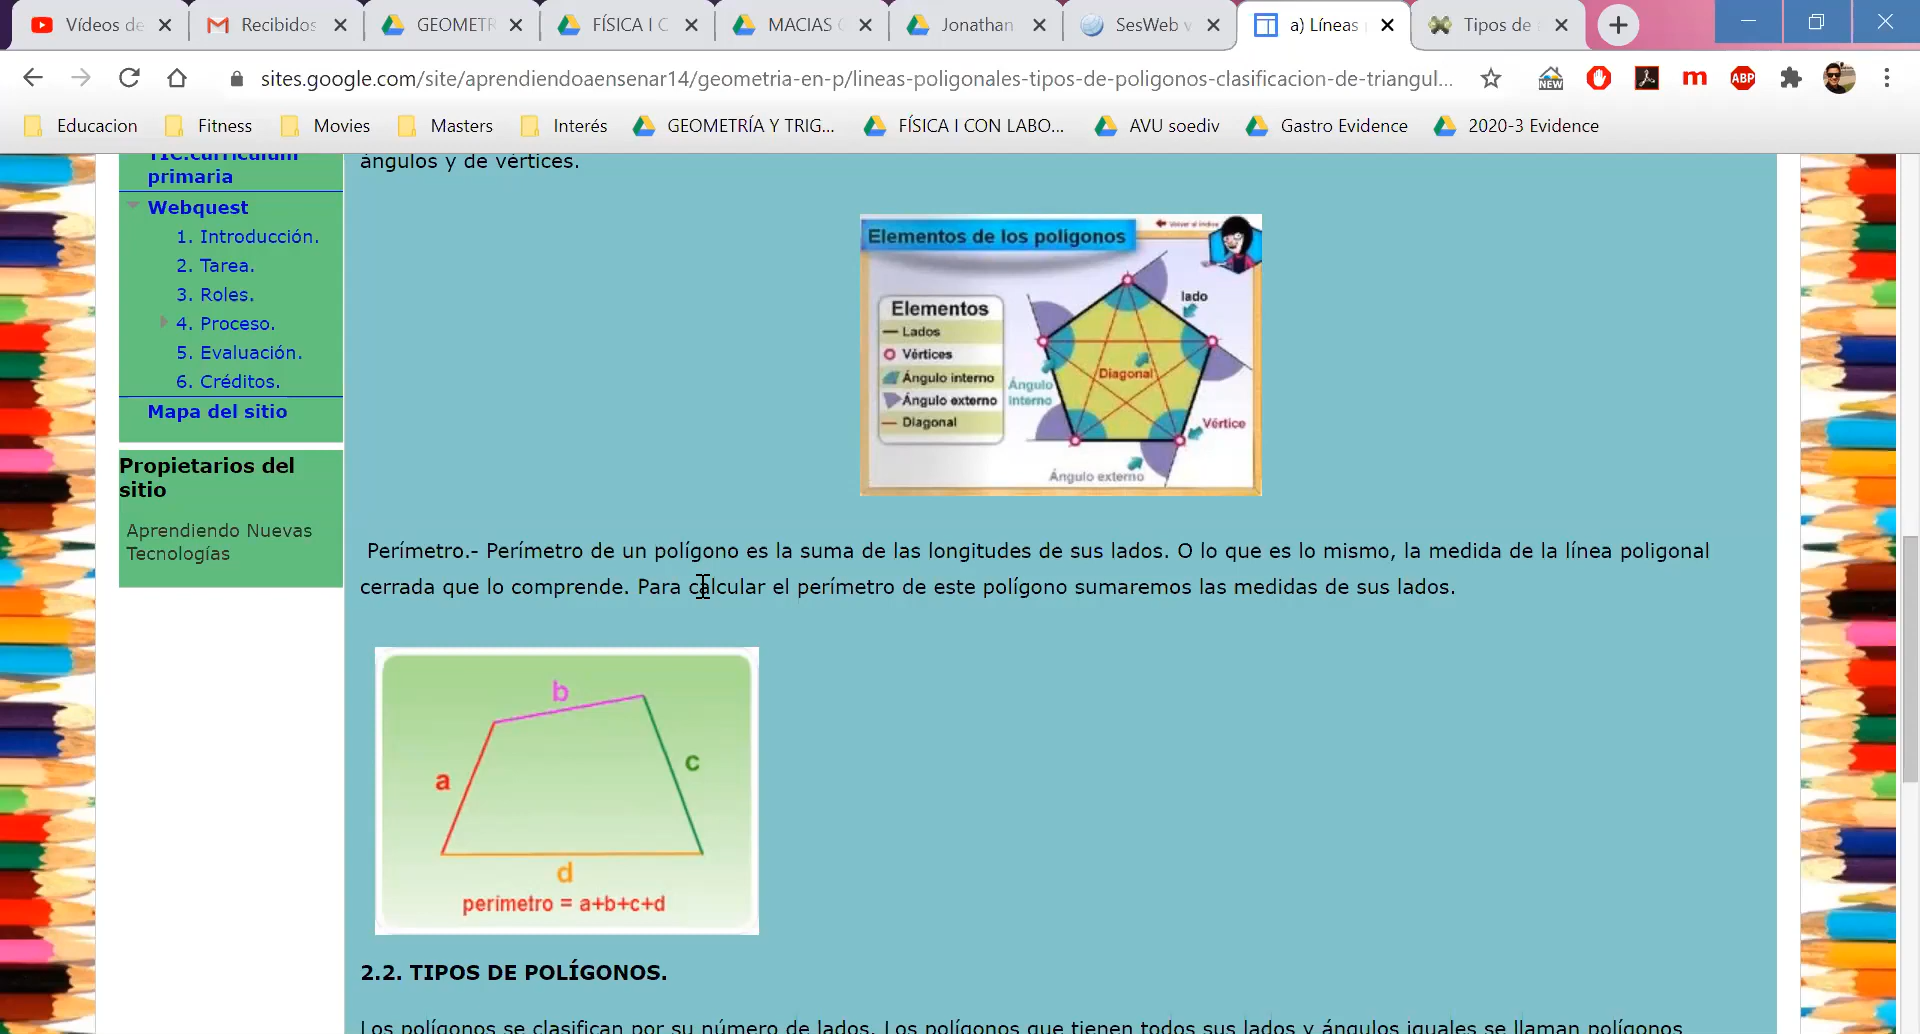 Vídeos de
Recibidos
GEOMETR
FÍSICA I C
MACIAS
Jonathan
SesWeb v
a) Líneas
Tipos de
sites.google.com/site/aprendiendoaensenar14/geometria-en-p/lineas-poligonales-tipos-de-poligonos-clasificacion-de-triangul...
NEW
m
ABP
Educacion
Fitness
Movies
Masters
Interés
GEOMETRÍA Y TRIG...
FÍSICA I CON LABO...
AVU soediv
Gastro Evidence
2020-3 Evidence
TIC.curriculum
primaria
Webquest
1. Introducción.
2. Tarea.
3. Roles.
4. Proceso.
5. Evaluación.
6. Créditos.
Mapa del sitio
Propietarios del
sitio
Aprendiendo Nuevas
Tecnologías
ángulos y de vértices.
Volver al índice
Elementos de los polígonos
Elementos
Lados
Vértices
Ángulo interno
Ángulo externo
Diagonal
lado
Diagonal
Ángulo
interno
Vértice
Ángulo externo
Perímetro.- Perímetro de un polígono es la suma de las longitudes de sus lados. O lo que es lo mismo, la medida de la línea poligonal
cerrada que lo comprende. Para calcular el perímetro de este polígono sumaremos las medidas de sus lados.
b
a
c
d
perimetro = a+b+c+d
2.2. TIPOS DE POLÍGONOS.
Los polígonos se clasifican por su número de lados. Los polígonos que tienen todos sus lados y ángulos iguales se llaman polígonos